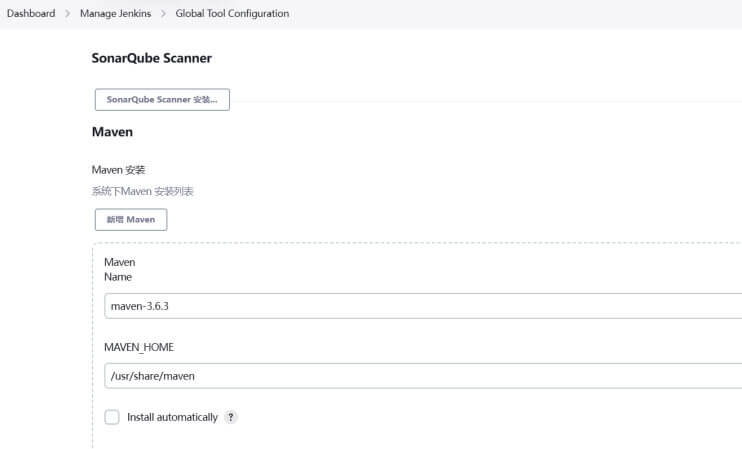 Dashboard > Manage Jenkins > Global Tool Configuration
SonarQube Scanner
SonarQube Scanner 安装...
Maven
Maven 安装
系统下Maven 安装列表
新增 Maven
Maven
Name
maven-3.6.3
MAVEN_HOME
/usr/share/maven
Install automatically ?